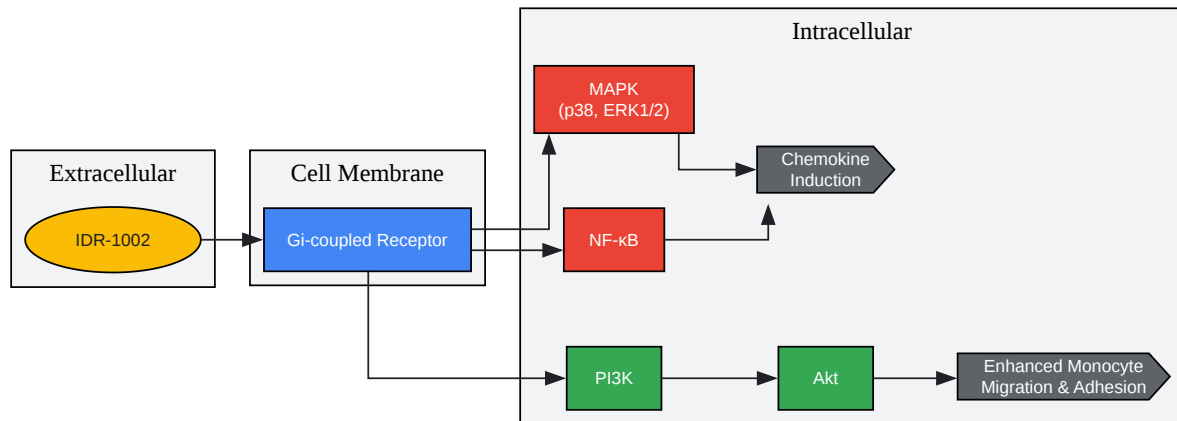 Extracellular
IDR-1002
Cell Membrane
Gi-coupled Receptor
Intracellular
MAPK
(p38, ERK1/2)
Chemokine
Induction
NF-κB
PI3K
Akt
Enhanced Monocyte
Migration & Adhesion